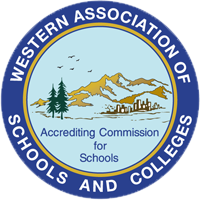 WESTERN ASSOCIATION OF
SCHOOLS AND COLLEGES
Accrediting Commission
for
Schools